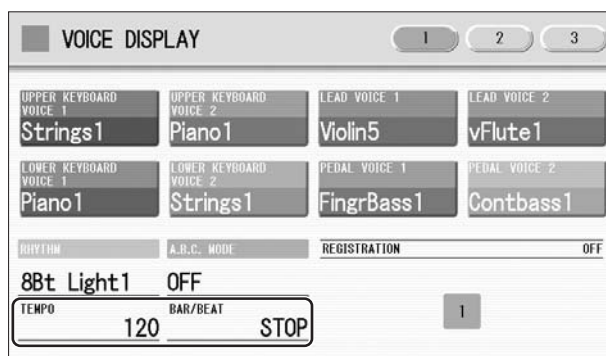 VOICE DISPLAY
1 2 3
UPPER KEYBOARD VOICE 1
Strings1
UPPER KEYBOARD VOICE 2
Piano1
LEAD VOICE 1
Violin5
LEAD VOICE 2
vFlute1
LOWER KEYBOARD VOICE 1
Piano1
LOWER KEYBOARD VOICE 2
Strings1
PEDAL VOICE 1
FingrBass1
PEDAL VOICE 2
Contbass1
RHYTHM
8Bt Light1
A.B.C. MODE
OFF
REGISTRATION OFF
TEMPO
120
BAR/BEAT
STOP
1